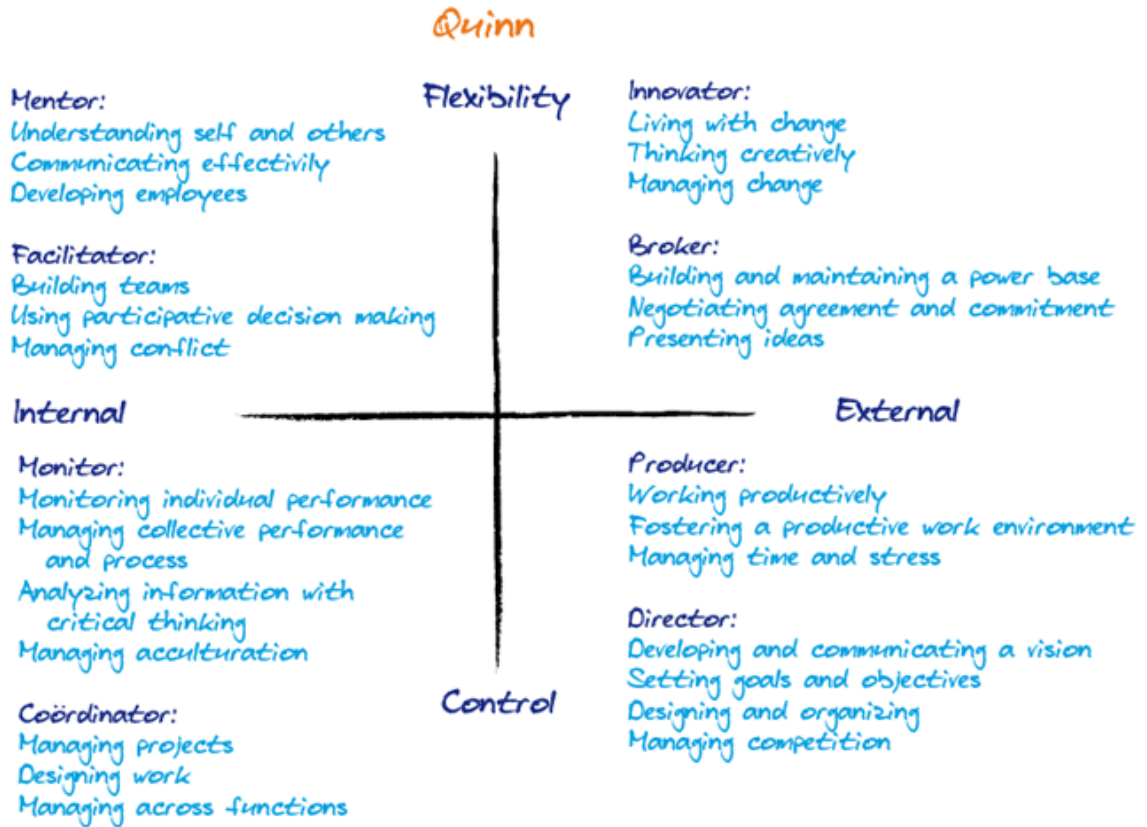 Quinn
Flexibility
Mentor:
Understanding self and others
Communicating effectivily
Developing employees
Facilitator:
Building teams
Using participative decision making
Managing conflict
Innovator:
Living with change
Thinking creatively
Managing change
Broker:
Building and maintaining a power base
Negotiating agreement and commitment
Presenting ideas
Internal
External
Monitor:
Monitoring individual performance
Managing collective performance
and process
Analyzing information with
critical thinking
Managing acculturation
Coördinator:
Managing projects
Designing work
Managing across functions
Producer:
Working productively
Fostering a productive work environment
Managing time and stress
Director:
Developing and communicating a vision
Setting goals and objectives
Designing and organizing
Managing competition
Control